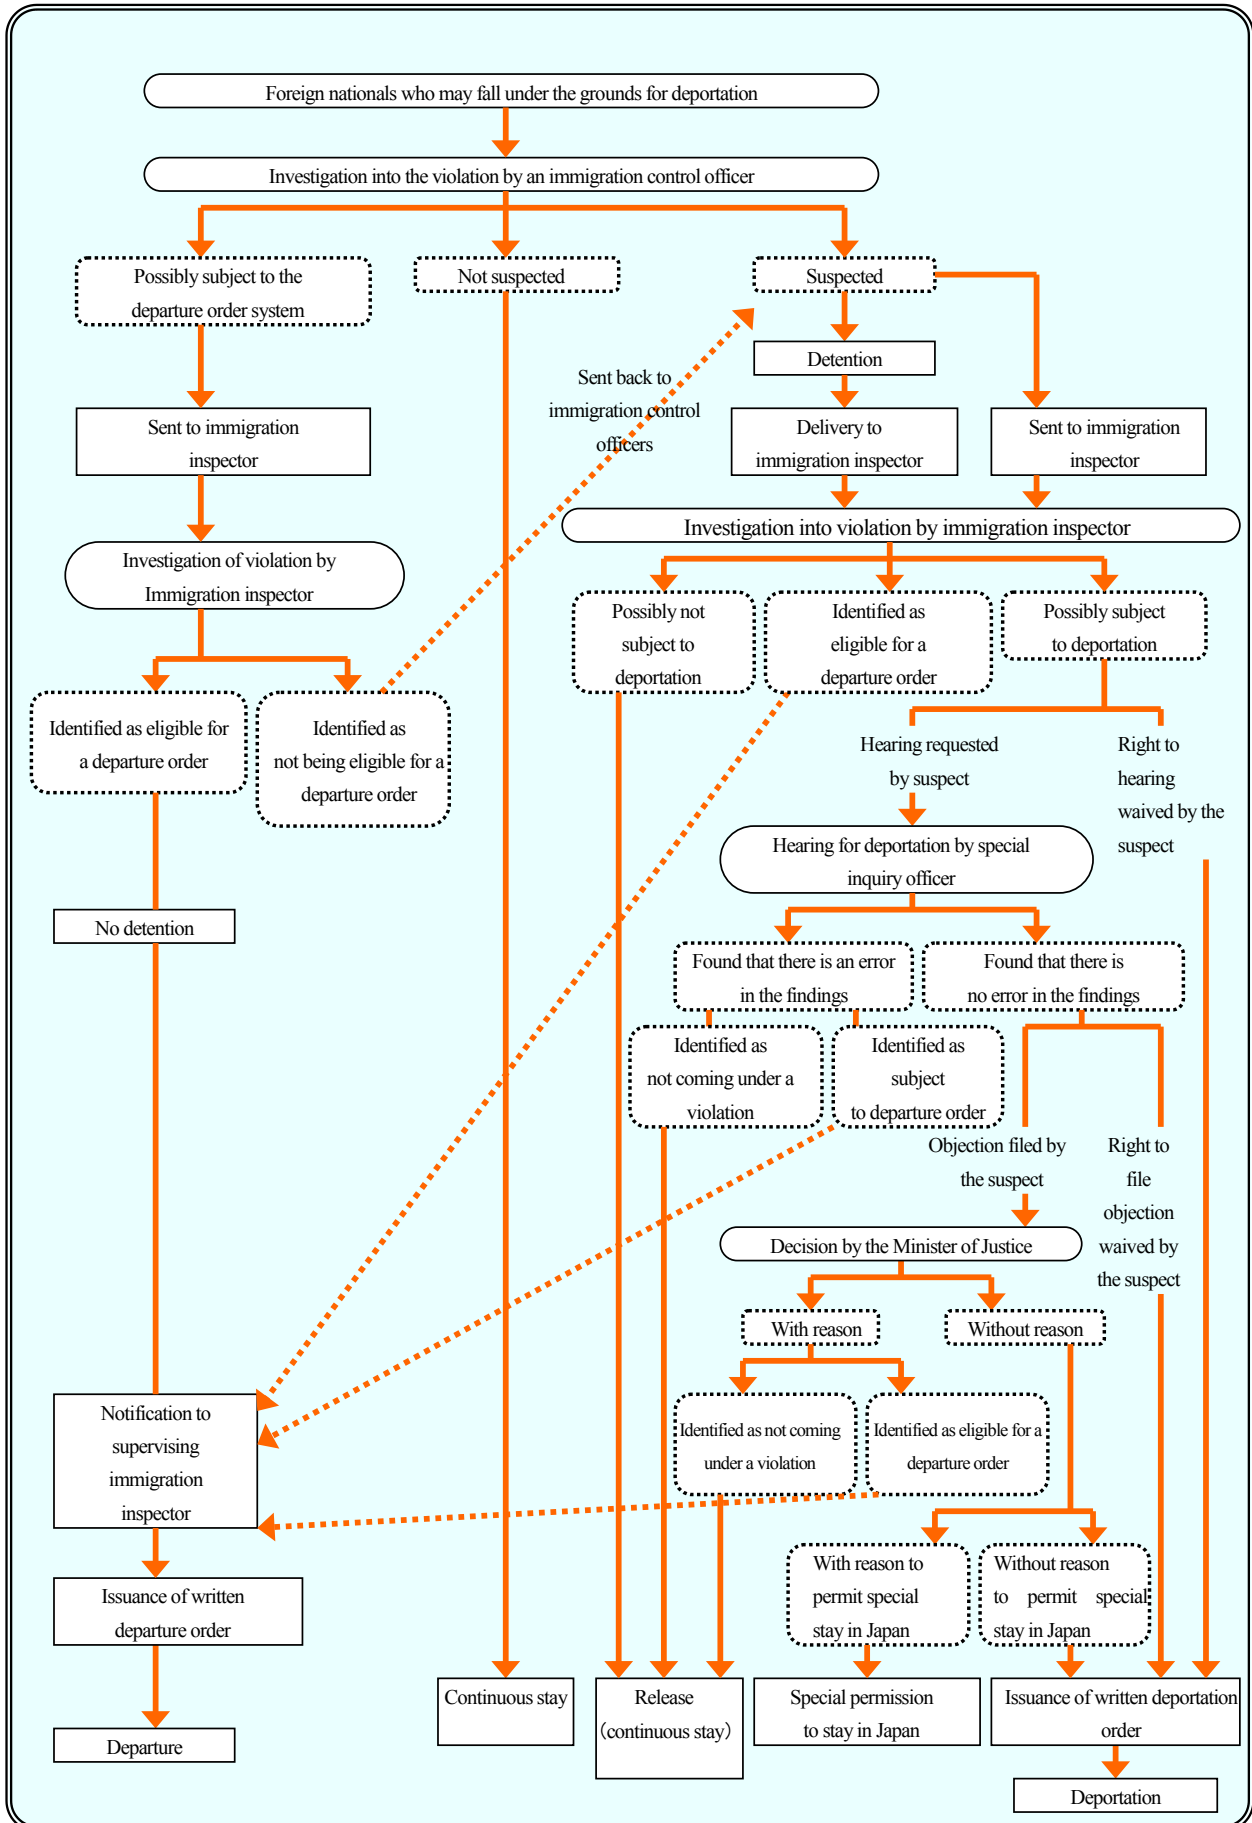 Foreign nationals who may fall under the grounds for deportation
Investigation into the violation by an immigration control officer
Possibly subject to the
departure order system
Not suspected
Suspected
Detention
Sent back to
immigration control
officers
Sent to immigration
inspector
Delivery to
immigration inspector
Sent to immigration
inspector
Investigation into violation by immigration inspector
Investigation of violation by
Immigration inspector
Possibly not
subject to
deportation
Identified as
eligible for a
departure order
Possibly subject
to deportation
Identified as eligible for
a departure order
Identified as
not being eligible for a
departure order
Hearing requested
by suspect
Right to
hearing
waived by the
suspect
Hearing for deportation by special
inquiry officer
No detention
Found that there is an error
in the findings
Found that there is
no error in the findings
Identified as
not coming under a
violation
Identified as
subject
to departure order
Objection filed by
the suspect
Right to
file
objection
waived by
the suspect
Decision by the Minister of Justice
With reason
Without reason
Identified as not coming
under a violation
Identified as eligible for a
departure order
Notification to
supervising
immigration
inspector
With reason to
permit special
stay in Japan
Without reason
to permit special
stay in Japan
Issuance of written
departure order
Departure
Continuous stay
Release
(continuous stay)
Special permission
to stay in Japan
Issuance of written deportation
order
Deportation